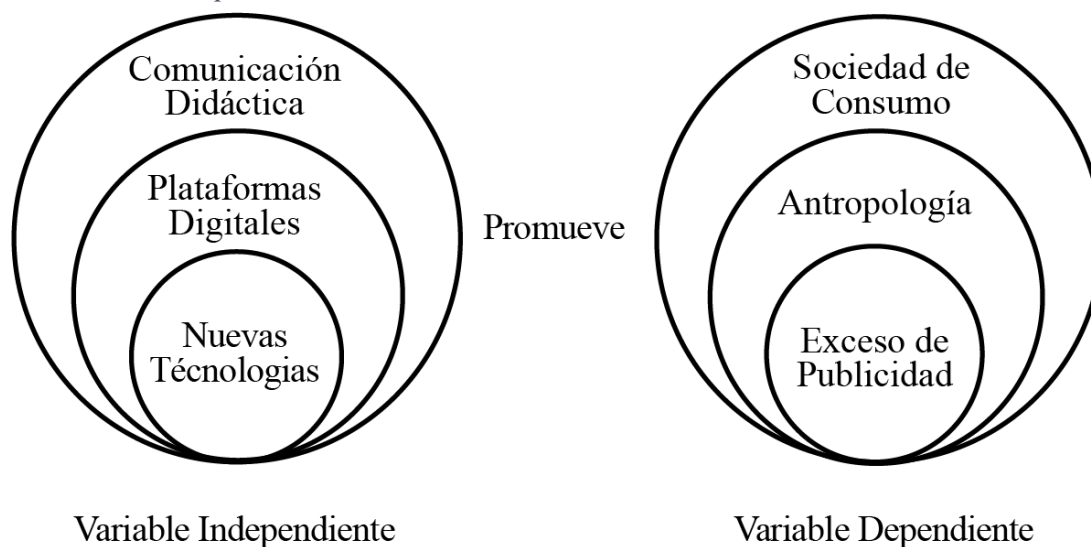 Comunicación
Didáctica
Plataformas
Digitales
Nuevas
Técnologias
Promueve
Sociedad de
Consumo
Antropología
Exceso de
Publicidad
Variable Independiente
Variable Dependiente